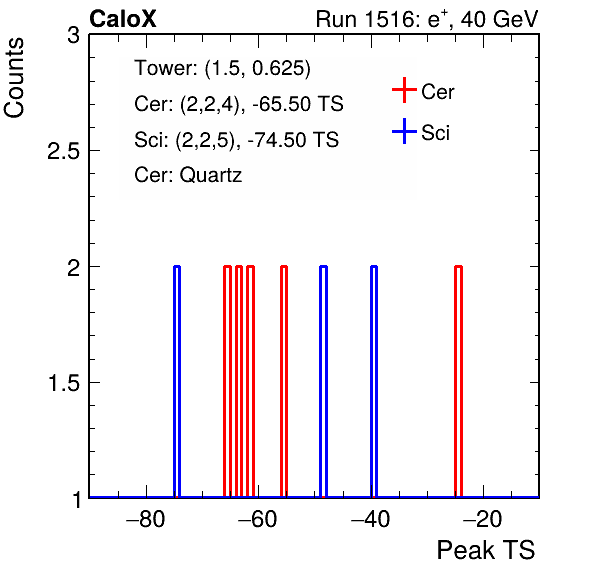 CaloX Run 1516: e⁺, 40 GeV
Counts
3
2.5
2
1.5
1
Tower: (1.5, 0.625)
Cer: (2,2,4), -65.50 TS
Sci: (2,2,5), -74.50 TS
Cer: Quartz
Cer
Sci
−80 −60 −40 −20
Peak TS